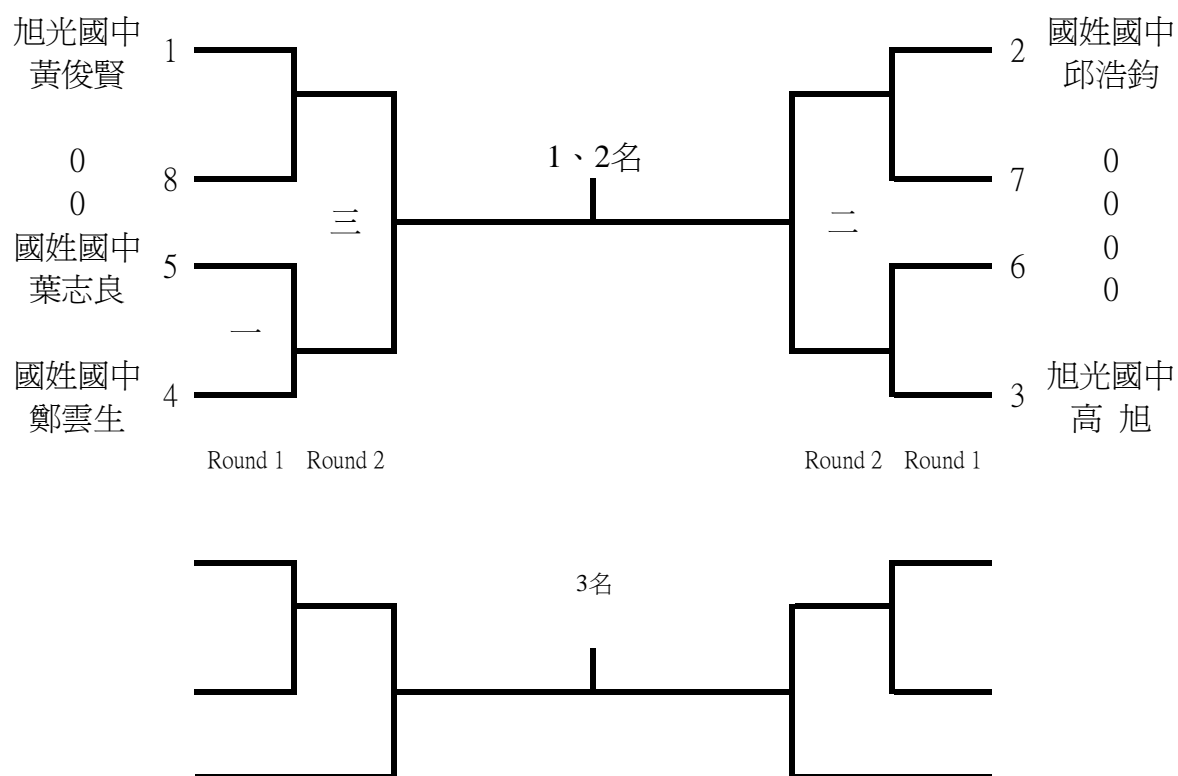 旭光國中
黃俊賢
1
0
0
8
國姓國中
葉志良
5
國姓國中
鄭雲生
4
一
三
1、2名
二
2
國姓國中
邱浩鈞
7
0
0
6
0
0
3
旭光國中
高 旭
Round 1 Round 2
Round 2 Round 1
3名